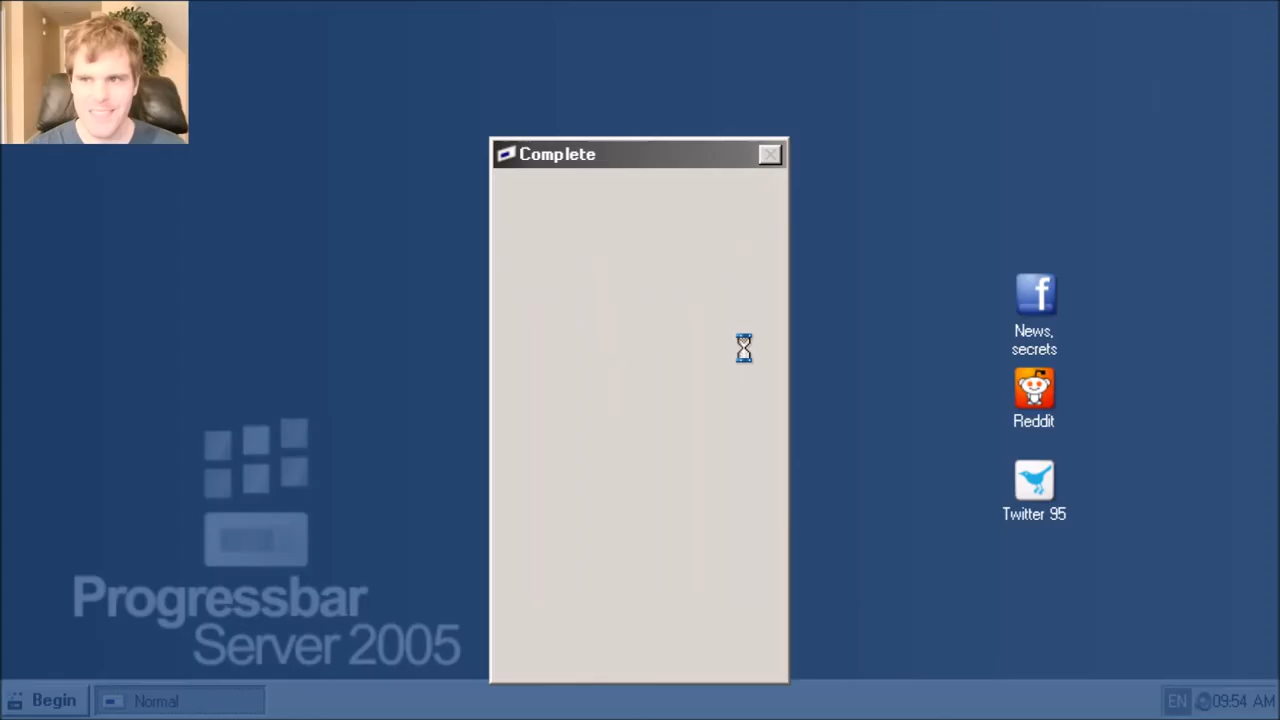 Complete
f
News,
secrets
Reddit
Twitter 95
Progressbar
Server 2005
Begin
Normal
EN
09:54 AM